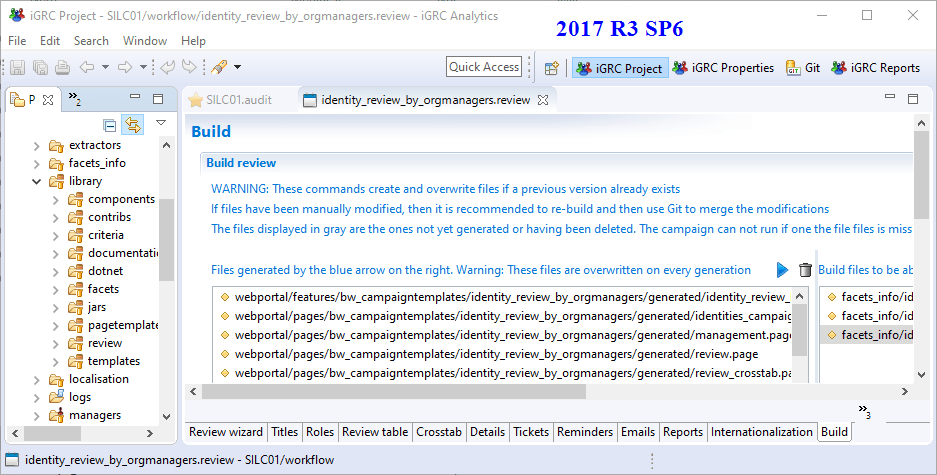 iGRC Project - SILC01/workflow/identity_review_by_orgmanagers.review - iGRC Analytics
2017 R3 SP6
File Edit Search Window Help
Quick Access
iGRC Project
iGRC Properties
GIT
Git
iGRC Reports
P
»2
SILC01.audit
identity_review_by_orgmanagers.review
extractors
facets_info
library
components
contribs
criteria
documentatio
dotnet
facets
jars
pagetemplate
review
templates
localisation
logs
managers
Build
Build review
WARNING: These commands create and overwrite files if a previous version already exists
If files have been manually modified, then it is recommended to re-build and then use Git to merge the modifications
The files displayed in gray are the ones not yet generated or having been deleted. The campaign can not run if one the file files is miss
Files generated by the blue arrow on the right. Warning: These files are overwritten on every generation
webportal/features/bw_campaigntemplates/identity_review_by_orgmanagers/generated/identity_review_
webportal/pages/bw_campaigntemplates/identity_review_by_orgmanagers/generated/identities_campaig
webportal/pages/bw_campaigntemplates/identity_review_by_orgmanagers/generated/management.page
webportal/pages/bw_campaigntemplates/identity_review_by_orgmanagers/generated/review.page
webportal/pages/bw_campaigntemplates/identity_review_by_orgmanagers/generated/review_crosstab.pa
Build files to be ab
facets_info/id
facets_info/id
facets_info/id
»3
Review wizard Titles Roles Review table Crosstab Details Tickets Reminders Emails Reports Internationalization Build
identity_review_by_orgmanagers.review - SILC01/workflow